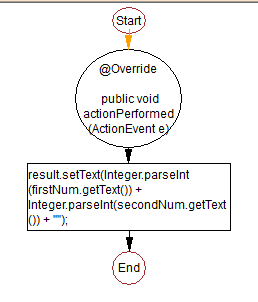 Start
@Override
public void
actionPerformed
(ActionEvent e)
result.setText(Integer.parseInt
(firstNum.getText()) +
Integer.parseInt(secondNum.getText
()) + "");
End